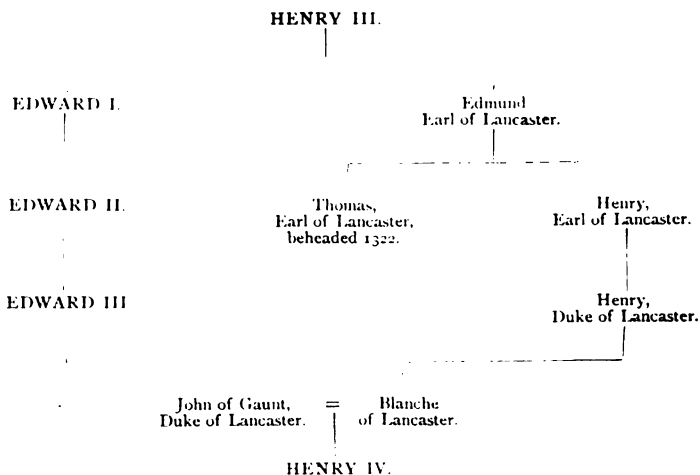 HENRY III.
EDWARD I.
Edmund
Earl of Lancaster.
EDWARD II.
Thomas,
Earl of Lancaster,
beheaded 1322.
Henry,
Earl of Lancaster.
EDWARD III
Henry,
Duke of Lancaster.
John of Gaunt,
Duke of Lancaster.
=
Blanche
of Lancaster.
HENRY IV.